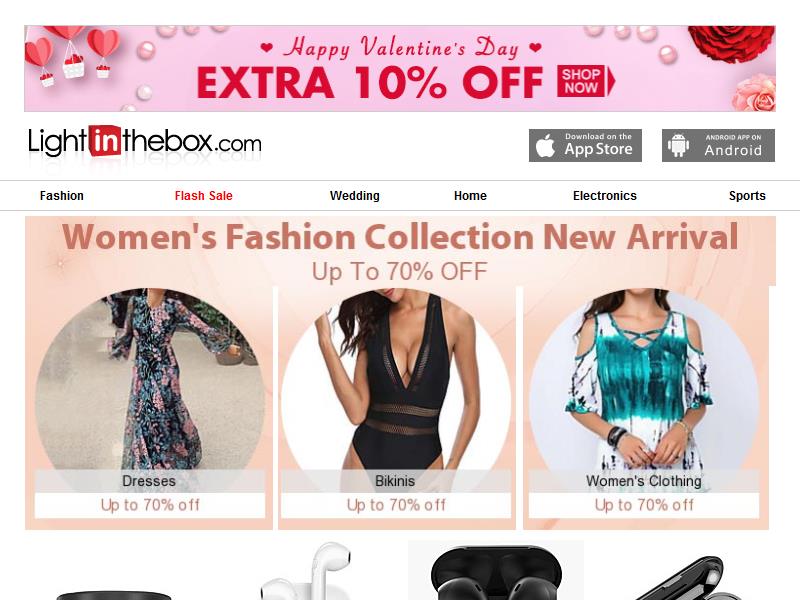 Happy Valentine's Day
EXTRA 10% OFF SHOP NOW
Lightinthebox.com
Download on the
App Store
ANDROID APP ON
Android
Fashion Flash Sale Wedding Home Electronics Sports
Women's Fashion Collection New Arrival
Up To 70% OFF
Dresses
Up to 70% off
Bikinis
Up to 70% off
Women's Clothing
Up to 70% off